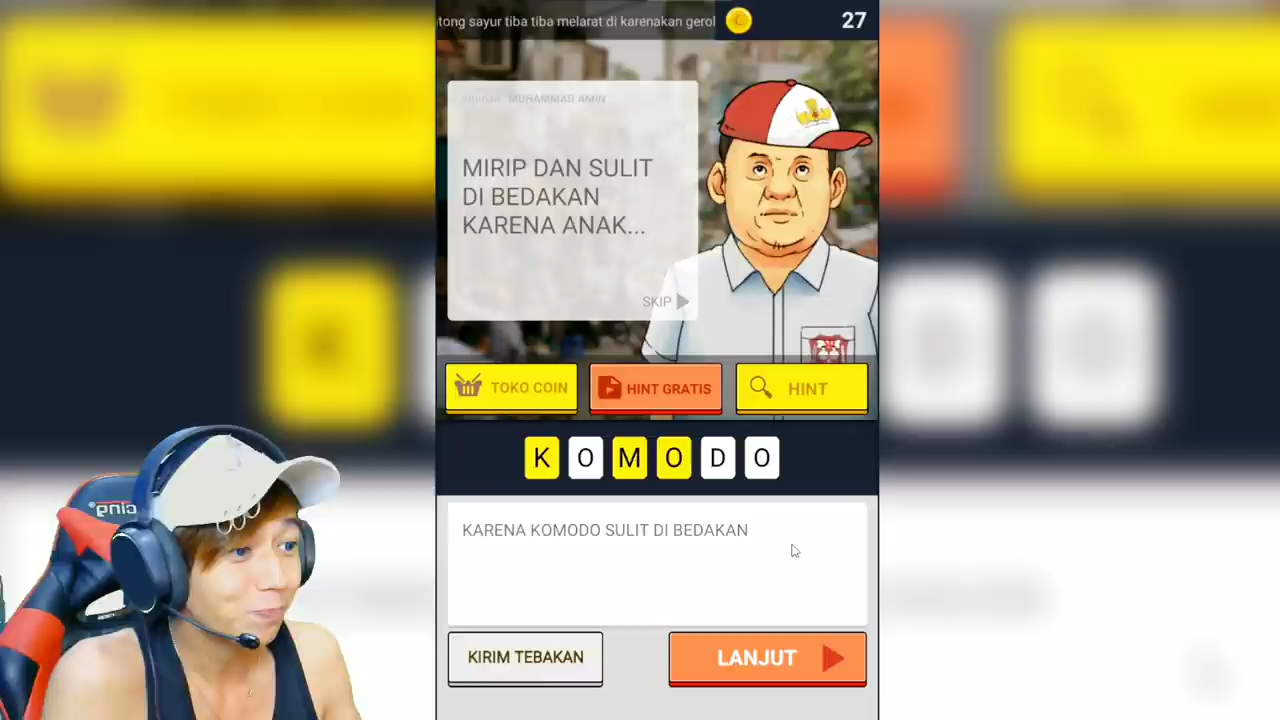 tong sayur tiba tiba melarat di karenakan gerol
27
MUHAMMAD AMIN
MIRIP DAN SULIT
DI BEDAKAN
KARENA ANAK...
SKIP
TOKO COIN
HINT GRATIS
HINT
K O M O D O
KARENA KOMODO SULIT DI BEDAKAN
KIRIM TEBAKAN
LANJUT